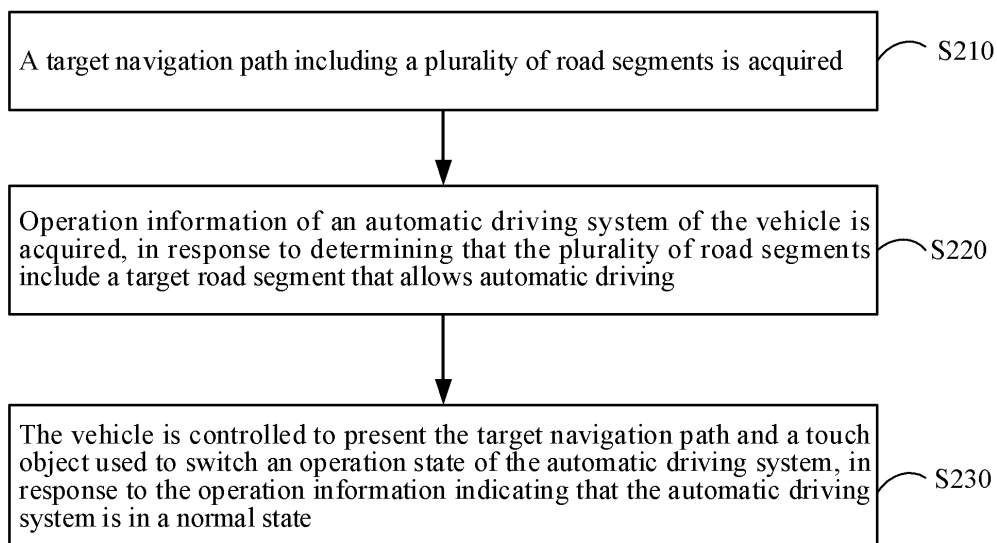 A target navigation path including a plurality of road segments is acquired
S210
Operation information of an automatic driving system of the vehicle is
acquired, in response to determining that the plurality of road segments
include a target road segment that allows automatic driving
S220
The vehicle is controlled to present the target navigation path and a touch
object used to switch an operation state of the automatic driving system, in
response to the operation information indicating that the automatic driving
system is in a normal state
S230